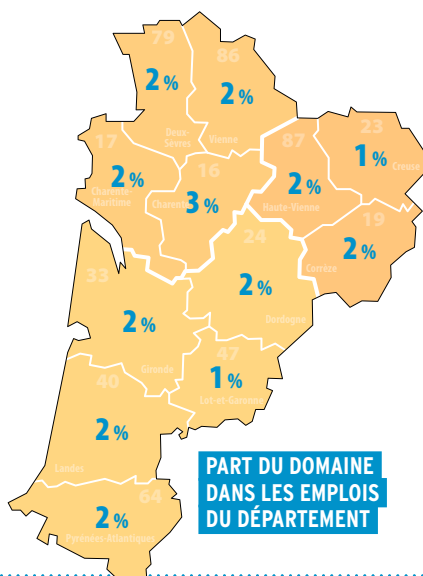 79
2 %
Deux-
Sèvres
86
2 %
Vienne
17
2 %
Charente-
Maritime
16
3 %
Charente
87
2 %
Haute-Vienne
23
1 %
Creuse
19
2 %
Corrèze
24
2 %
Dordogne
33
2 %
Gironde
47
1 %
Lot-et-Garonne
40
2 %
Landes
64
2 %
Pyrénées-Atlantiques
PART DU DOMAINE
DANS LES EMPLOIS
DU DÉPARTEMENT